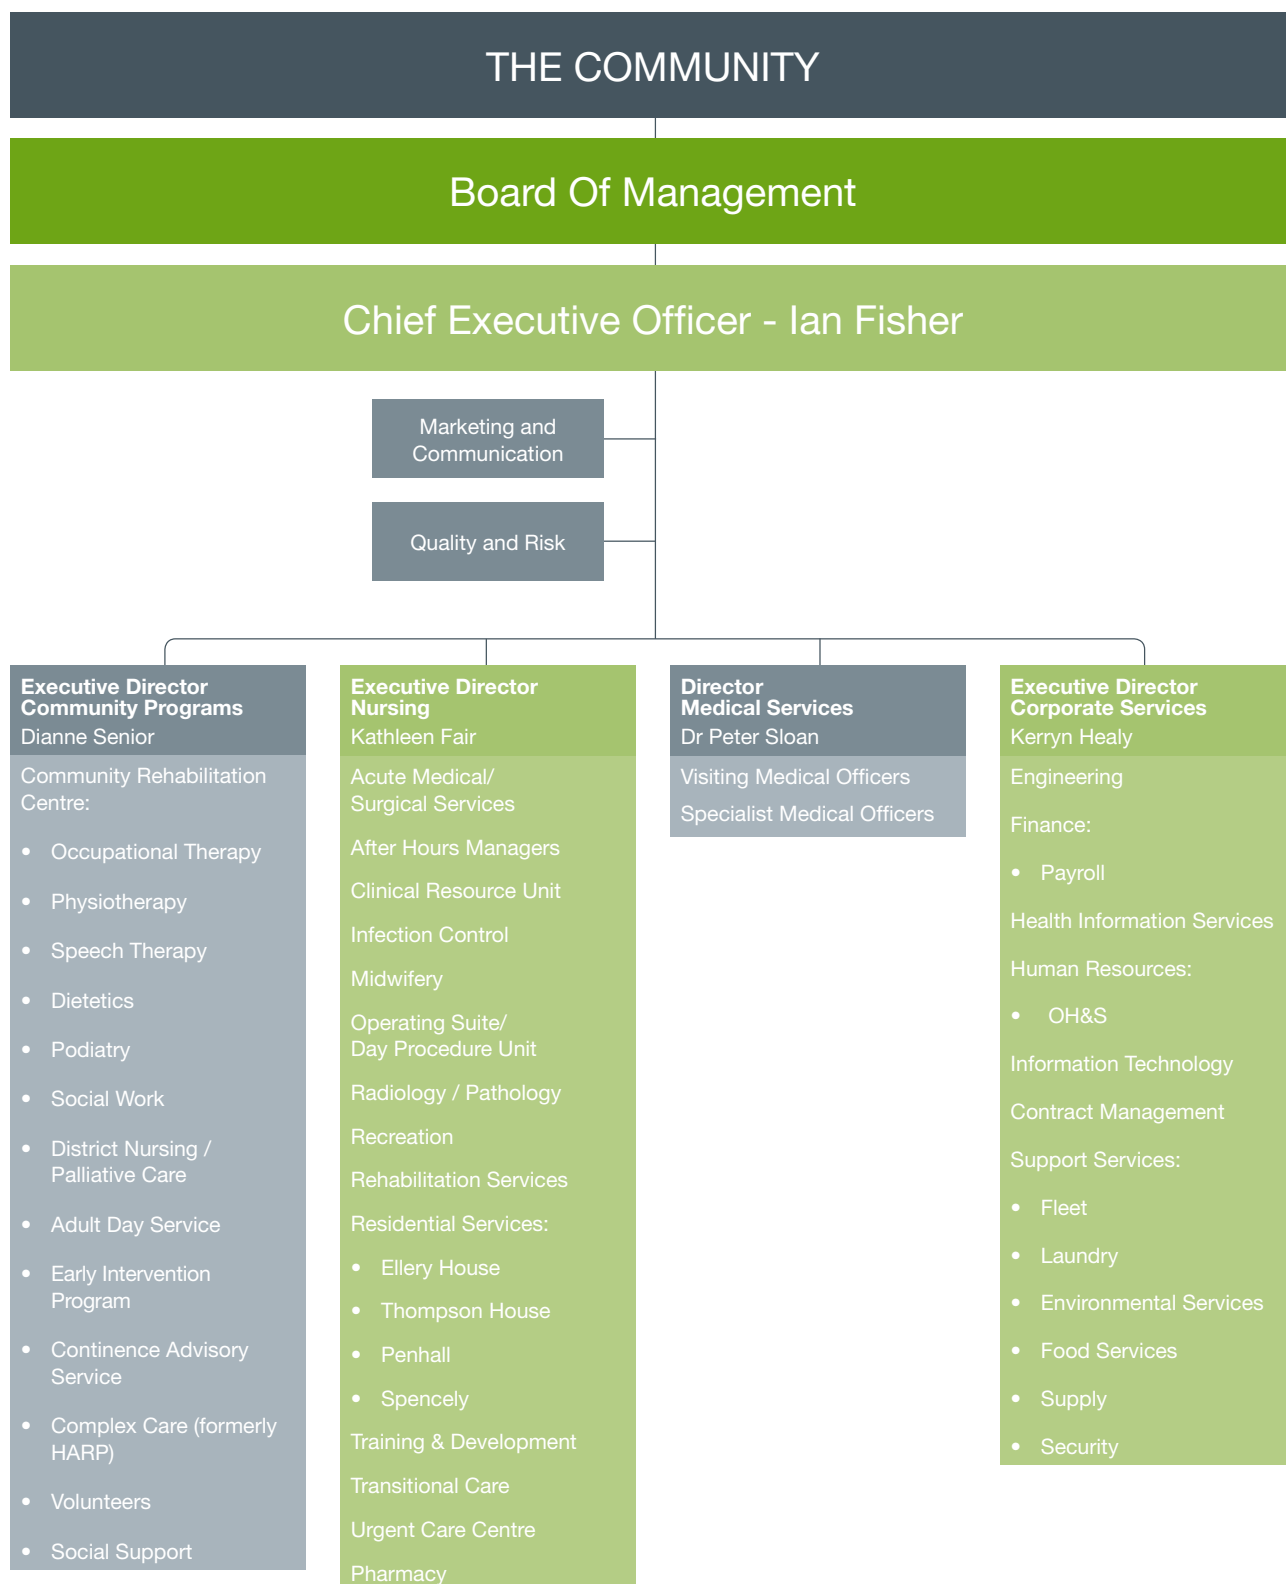 THE COMMUNITY
Board Of Management
Chief Executive Officer - Ian Fisher
Marketing and
Communication
Quality and Risk
Executive Director
Community Programs
Dianne Senior
Community Rehabilitation
Centre:
• Occupational Therapy
• Physiotherapy
• Speech Therapy
• Dietetics
• Podiatry
• Social Work
• District Nursing /
Palliative Care
• Adult Day Service
• Early Intervention
Program
• Continence Advisory
Service
• Complex Care (formerly
HARP)
• Volunteers
• Social Support
Executive Director
Nursing
Kathleen Fair
Acute Medical/
Surgical Services
After Hours Managers
Clinical Resource Unit
Infection Control
Midwifery
Operating Suite/
Day Procedure Unit
Radiology / Pathology
Recreation
Rehabilitation Services
Residential Services:
• Ellery House
• Thompson House
• Penhall
• Spencely
Training & Development
Transitional Care
Urgent Care Centre
Pharmacy
Director
Medical Services
Dr Peter Sloan
Visiting Medical Officers
Specialist Medical Officers
Executive Director
Corporate Services
Kerryn Healy
Engineering
Finance:
• Payroll
Health Information Services
Human Resources:
• OH&S
Information Technology
Contract Management
Support Services:
• Fleet
• Laundry
• Environmental Services
• Food Services
• Supply
• Security